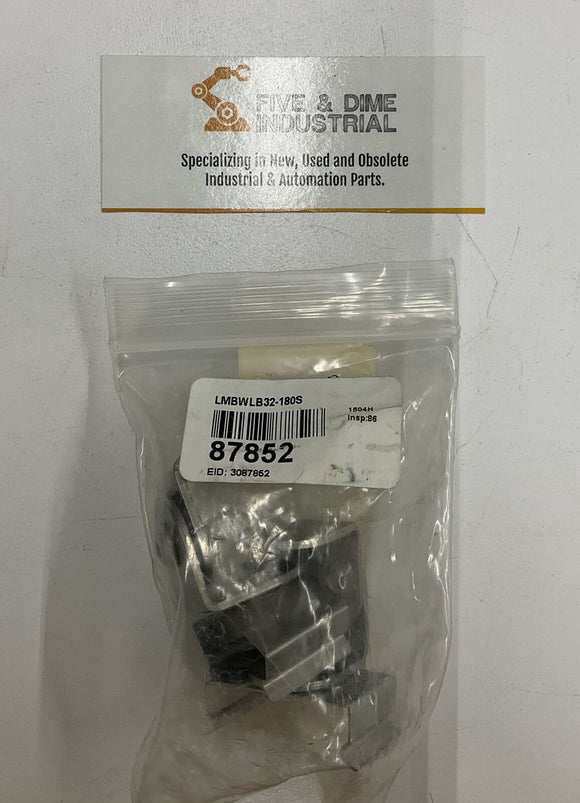 FIVE & DIME
INDUSTRIAL
Specializing in New, Used and Obsolete
Industrial & Automation Parts.
LMBWLB32-180S
1604H
Insp:86
87852
EID: 3087852